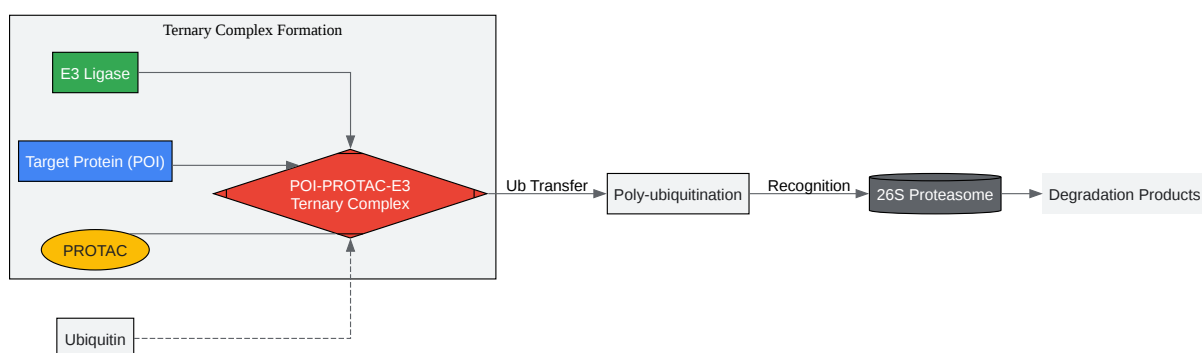 Ternary Complex Formation
E3 Ligase
Target Protein (POI)
POI-PROTAC-E3
Ternary Complex
PROTAC
Ubiquitin
Ub Transfer
Poly-ubiquitination
Recognition
26S Proteasome
Degradation Products